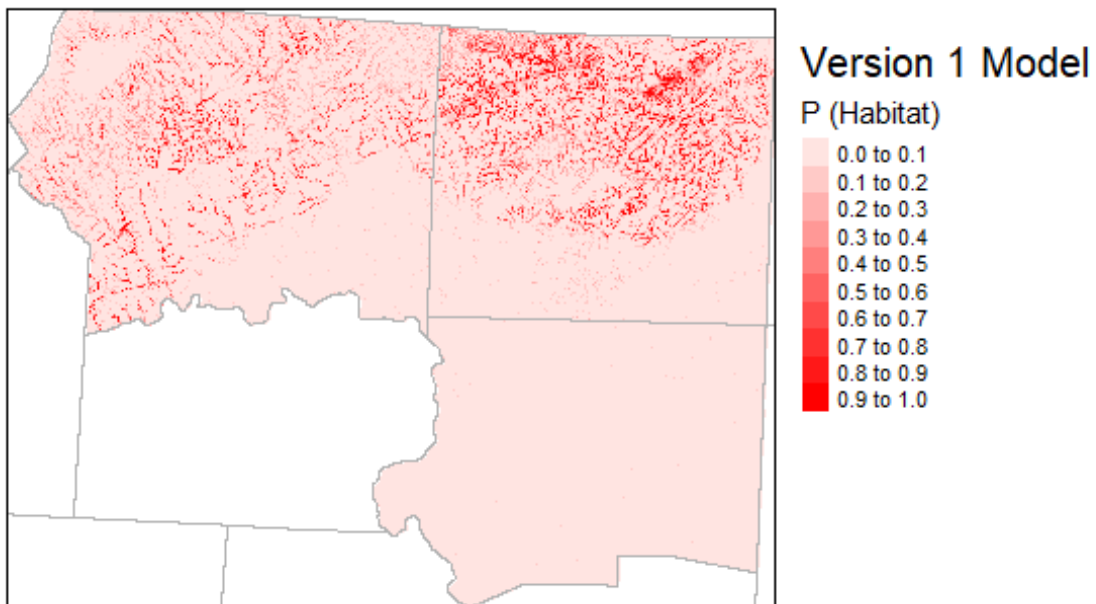 Version 1 Model
P (Habitat)
0.0 to 0.1
0.1 to 0.2
0.2 to 0.3
0.3 to 0.4
0.4 to 0.5
0.5 to 0.6
0.6 to 0.7
0.7 to 0.8
0.8 to 0.9
0.9 to 1.0